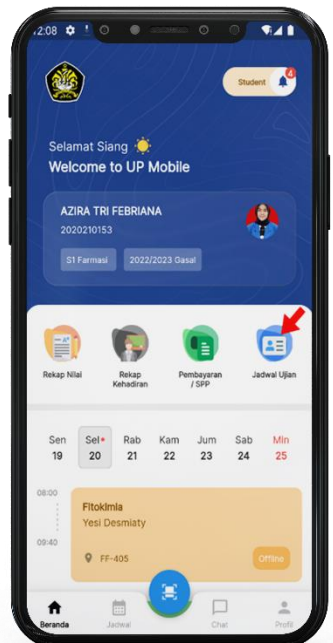 2:08
Student
4
Selamat Siang
Welcome to UP Mobile
AZIRA TRI FEBRIANA
2020210153
S1 Farmasi
2022/2023 Gasal
Rekap Nilai
Rekap
Kehadiran
Pembayaran
/ SPP
Jadwal Ujian
Sen Sel Rab Kam Jum Sab Min
19 20 21 22 23 24 25
08:00
Fitokimia
Yesi Desmiaty
09:40
FF-405
Offline
Beranda
Jadwal
Chat
Profil